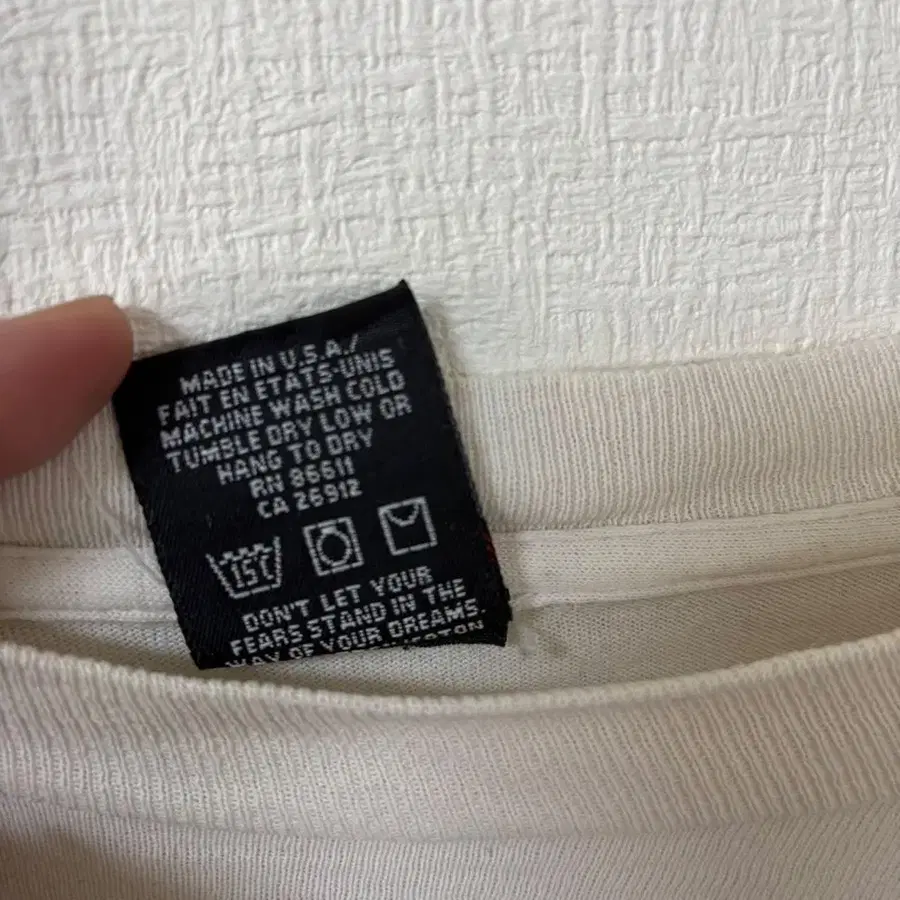 MADE IN U.S.A./
FAIT EN ETATS-UNIS
MACHINE WASH COLD
TUMBLE DRY LOW OR
HANG TO DRY
RN 86611
CA 26912
15C
DON'T LET YOUR
FEARS STAND IN THE
WAY OF YOUR DREAMS.